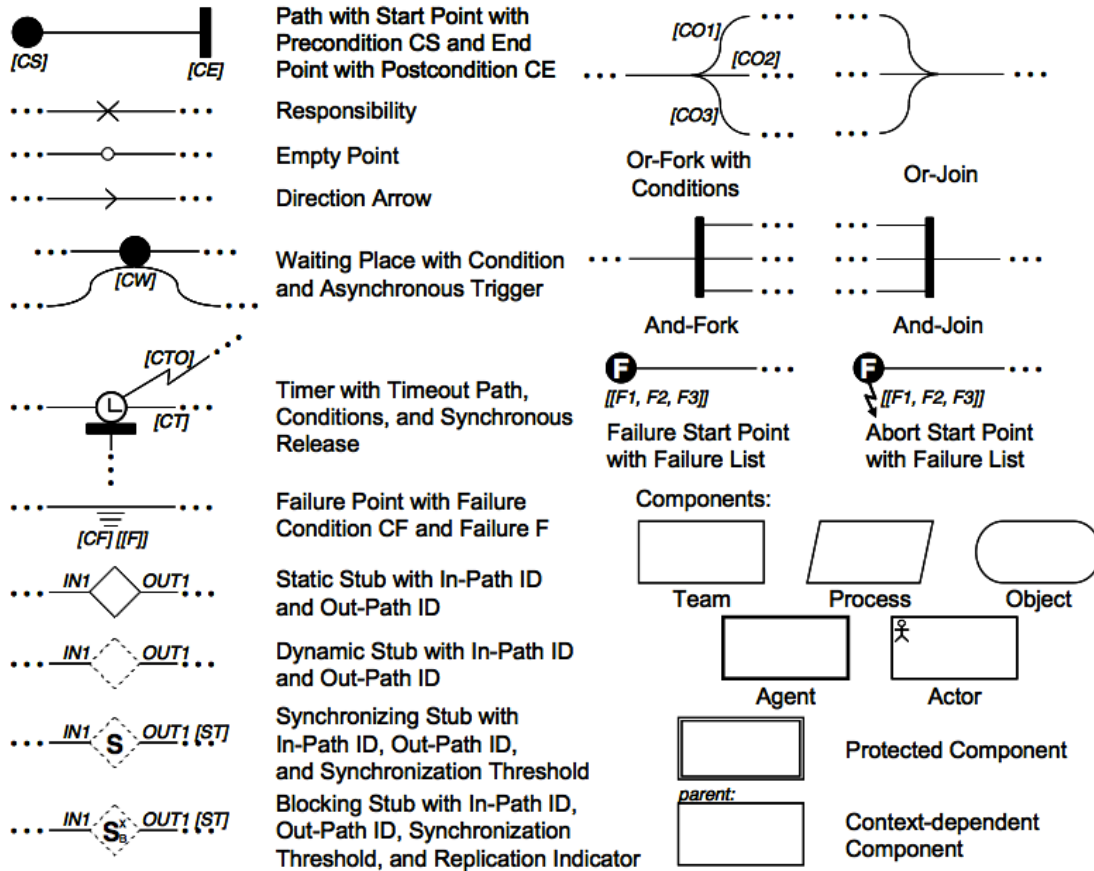 [CS]
[CE]
Path with Start Point with
Precondition CS and End
Point with Postcondition CE
Responsibility
Empty Point
Direction Arrow
[CW]
Waiting Place with Condition
and Asynchronous Trigger
[CTO]
[CT]
Timer with Timeout Path,
Conditions, and Synchronous
Release
[CF] [[F]]
Failure Point with Failure
Condition CF and Failure F
IN1 OUT1
Static Stub with In-Path ID
and Out-Path ID
IN1 OUT1
Dynamic Stub with In-Path ID
and Out-Path ID
IN1 S OUT1 [ST]
Synchronizing Stub with
In-Path ID, Out-Path ID,
and Synchronization Threshold
IN1 S X B OUT1 [ST]
Blocking Stub with In-Path ID,
Out-Path ID, Synchronization
Threshold, and Replication Indicator
[CO1]
[CO2]
[CO3]
Or-Fork with
Conditions
Or-Join
And-Fork
And-Join
F
[[F1, F2, F3]]
Failure Start Point
with Failure List
F
[[F1, F2, F3]]
Abort Start Point
with Failure List
Components:
Team
Process
Object
Agent
Actor
Protected Component
parent:
Context-dependent
Component